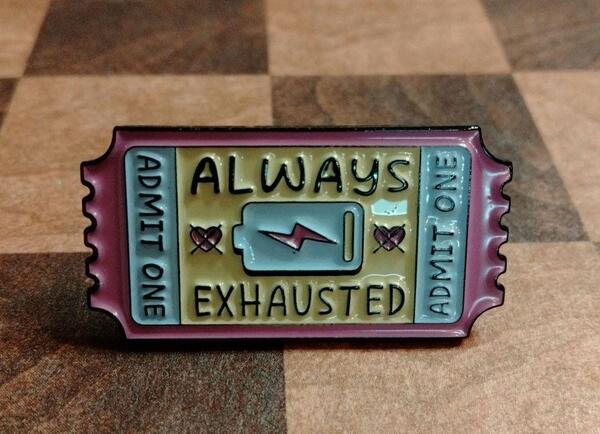 ADMIT ONE
ALWAYS
EXHAUSTED
ADMIT ONE